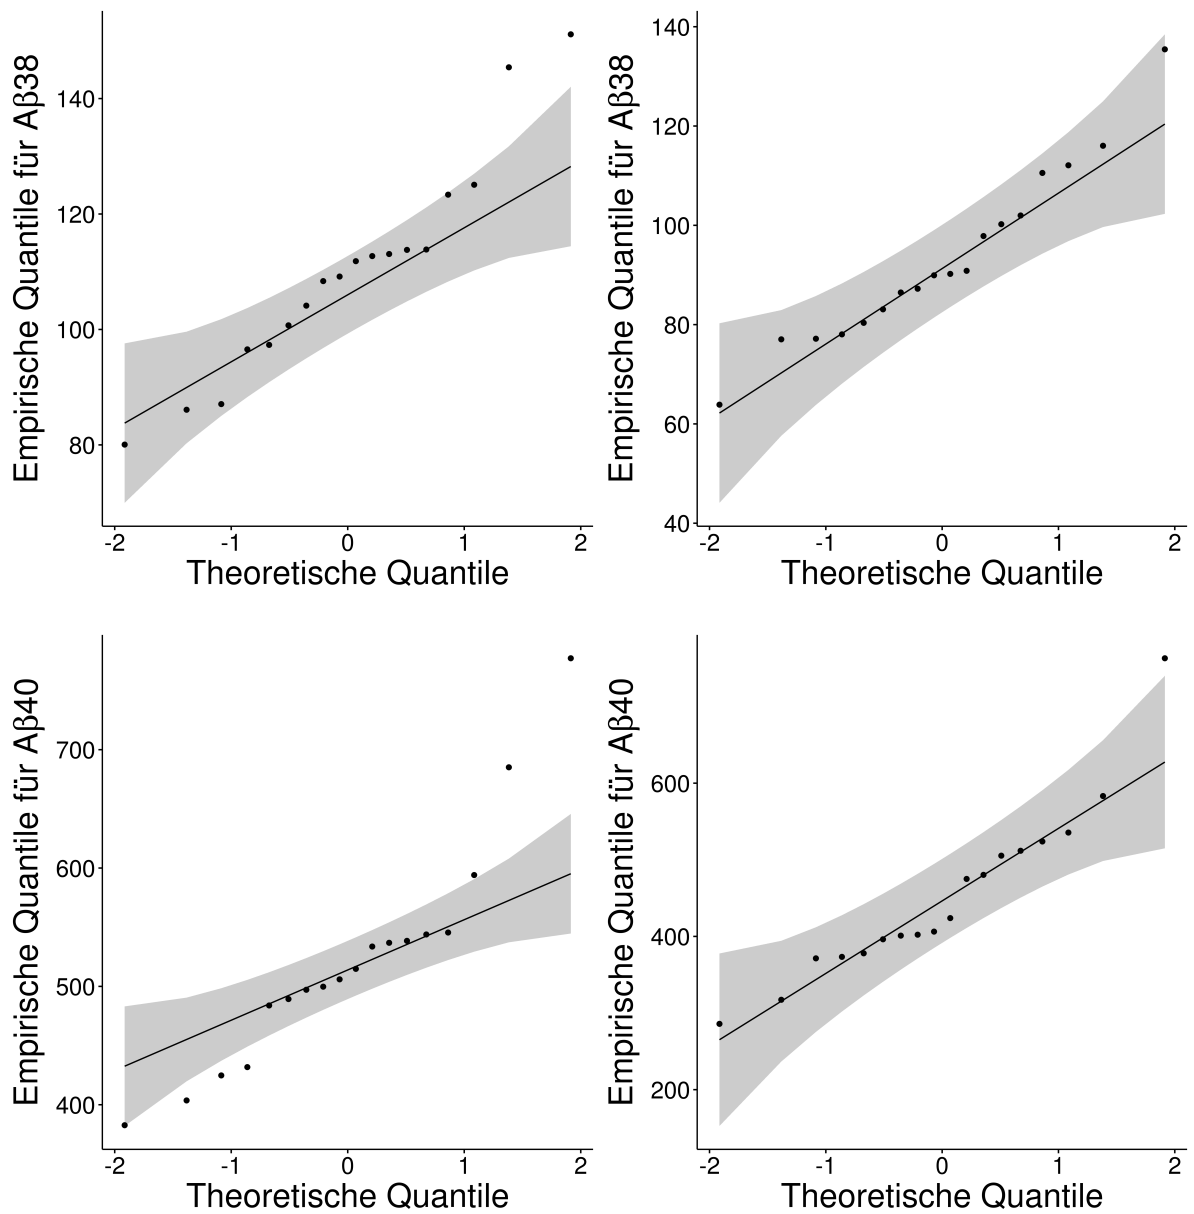 Empirische Quantile für Aβ38
140
120
100
80
-2 -1 0 1 2
Theoretische Quantile
Empirische Quantile für Aβ38
140
120
100
80
60
40
-2 -1 0 1 2
Theoretische Quantile
Empirische Quantile für Aβ40
700
600
500
400
-2 -1 0 1 2
Theoretische Quantile
Empirische Quantile für Aβ40
600
400
200
-2 -1 0 1 2
Theoretische Quantile